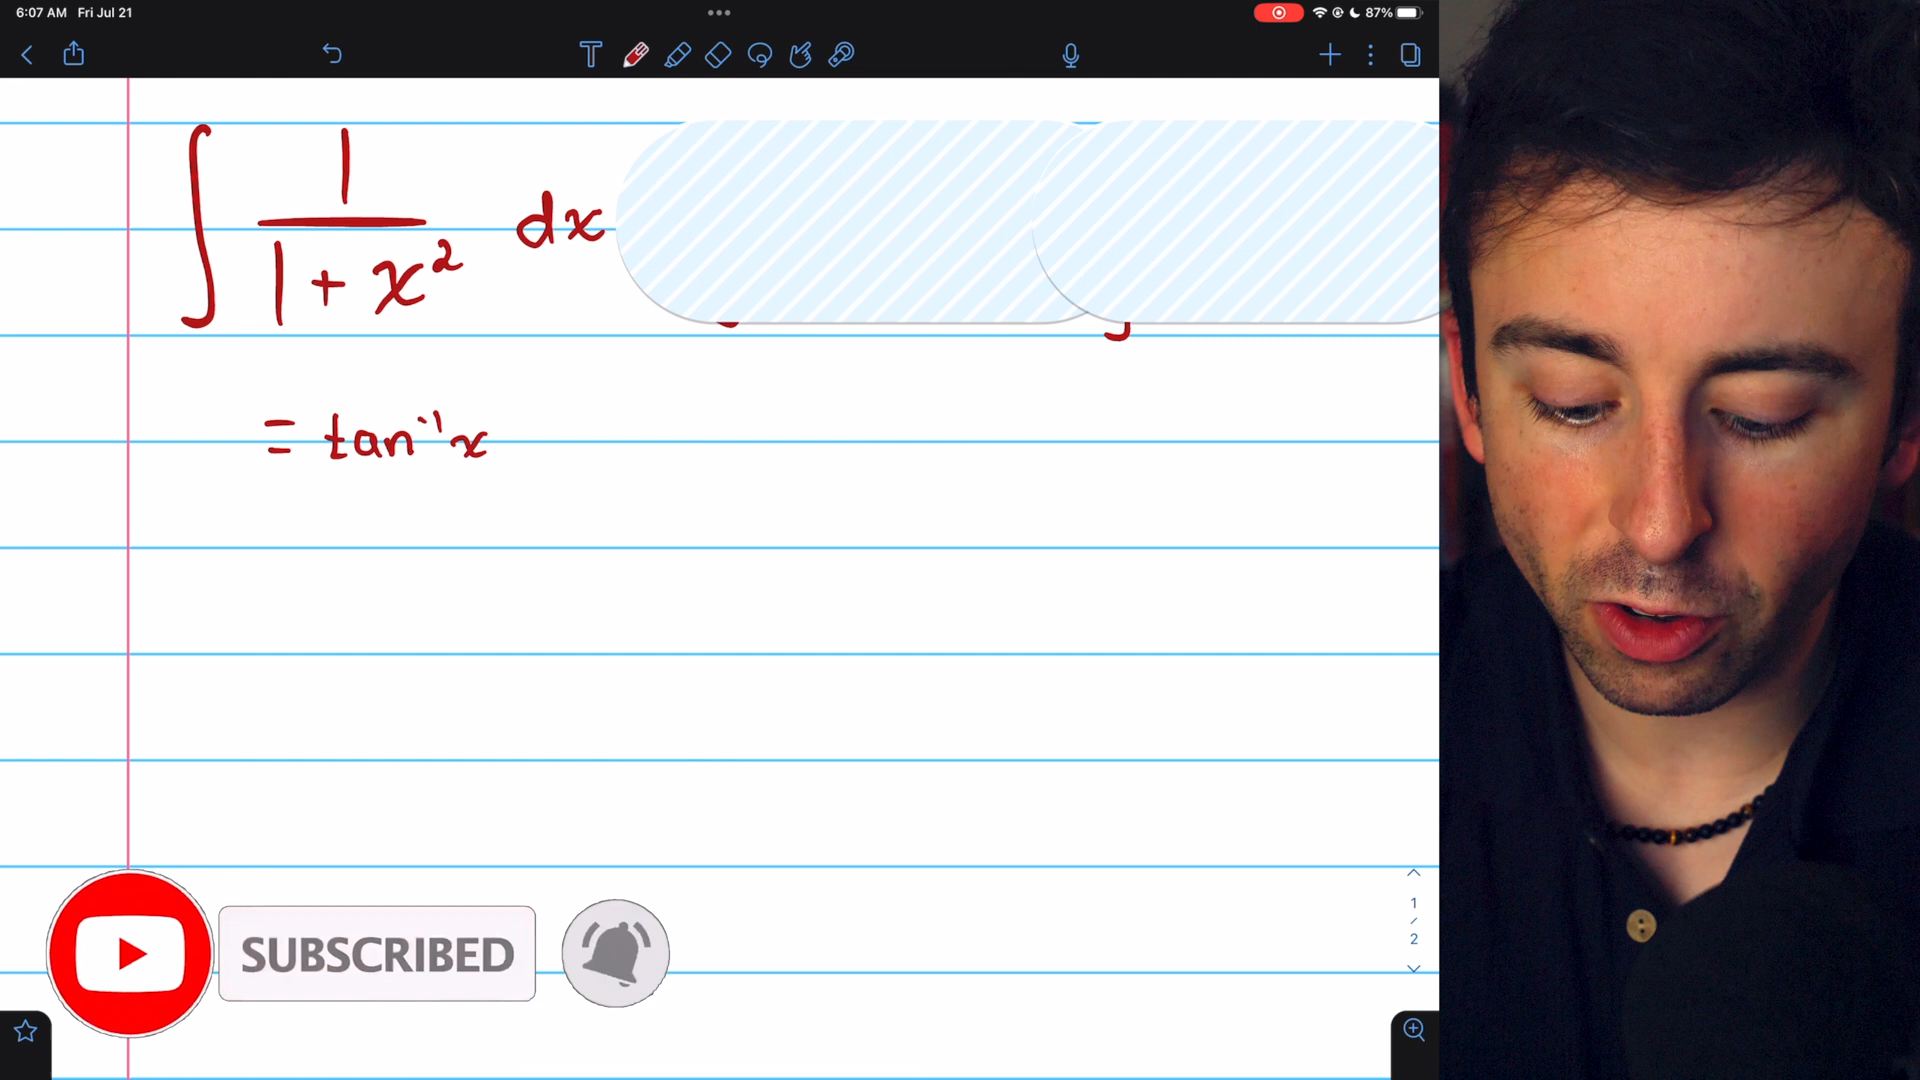 6:07 AM Fri Jul 21
87%
∫ 1/(1 + x²) dx
= tan⁻¹x
1
/
2
SUBSCRIBED